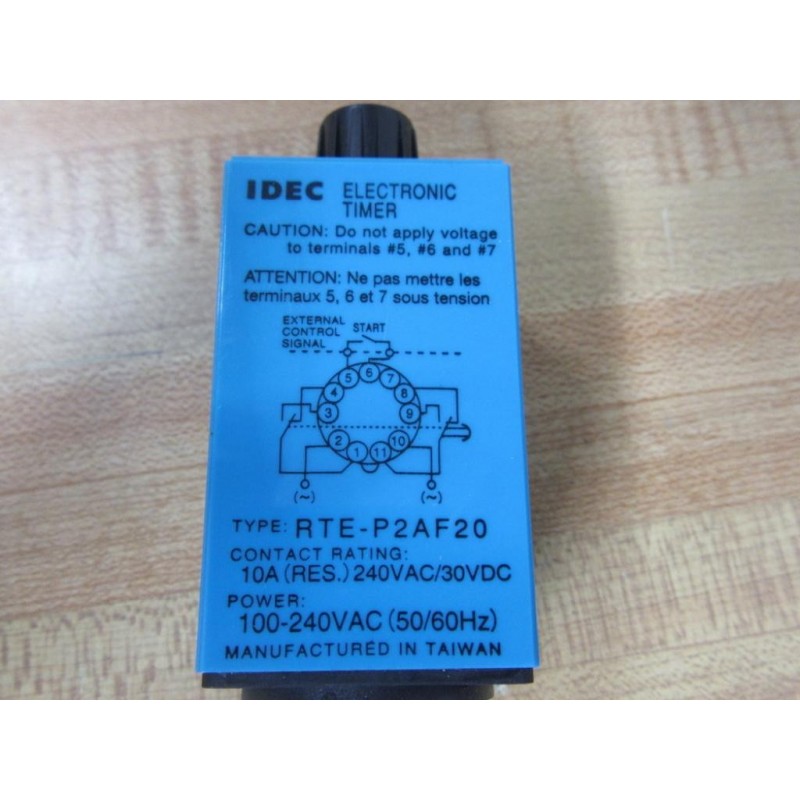 IDEC ELECTRONIC
TIMER
CAUTION: Do not apply voltage
to terminals #5, #6 and #7
ATTENTION: Ne pas mettre les
terminaux 5, 6 et 7 sous tension
EXTERNAL
CONTROL
SIGNAL
START
5 6 7
4 8
3 9
2 10
1 11
(~) (~)
TYPE: RTE-P2AF20
CONTACT RATING:
10A (RES.) 240VAC/30VDC
POWER:
100-240VAC (50/60Hz)
MANUFACTURED IN TAIWAN